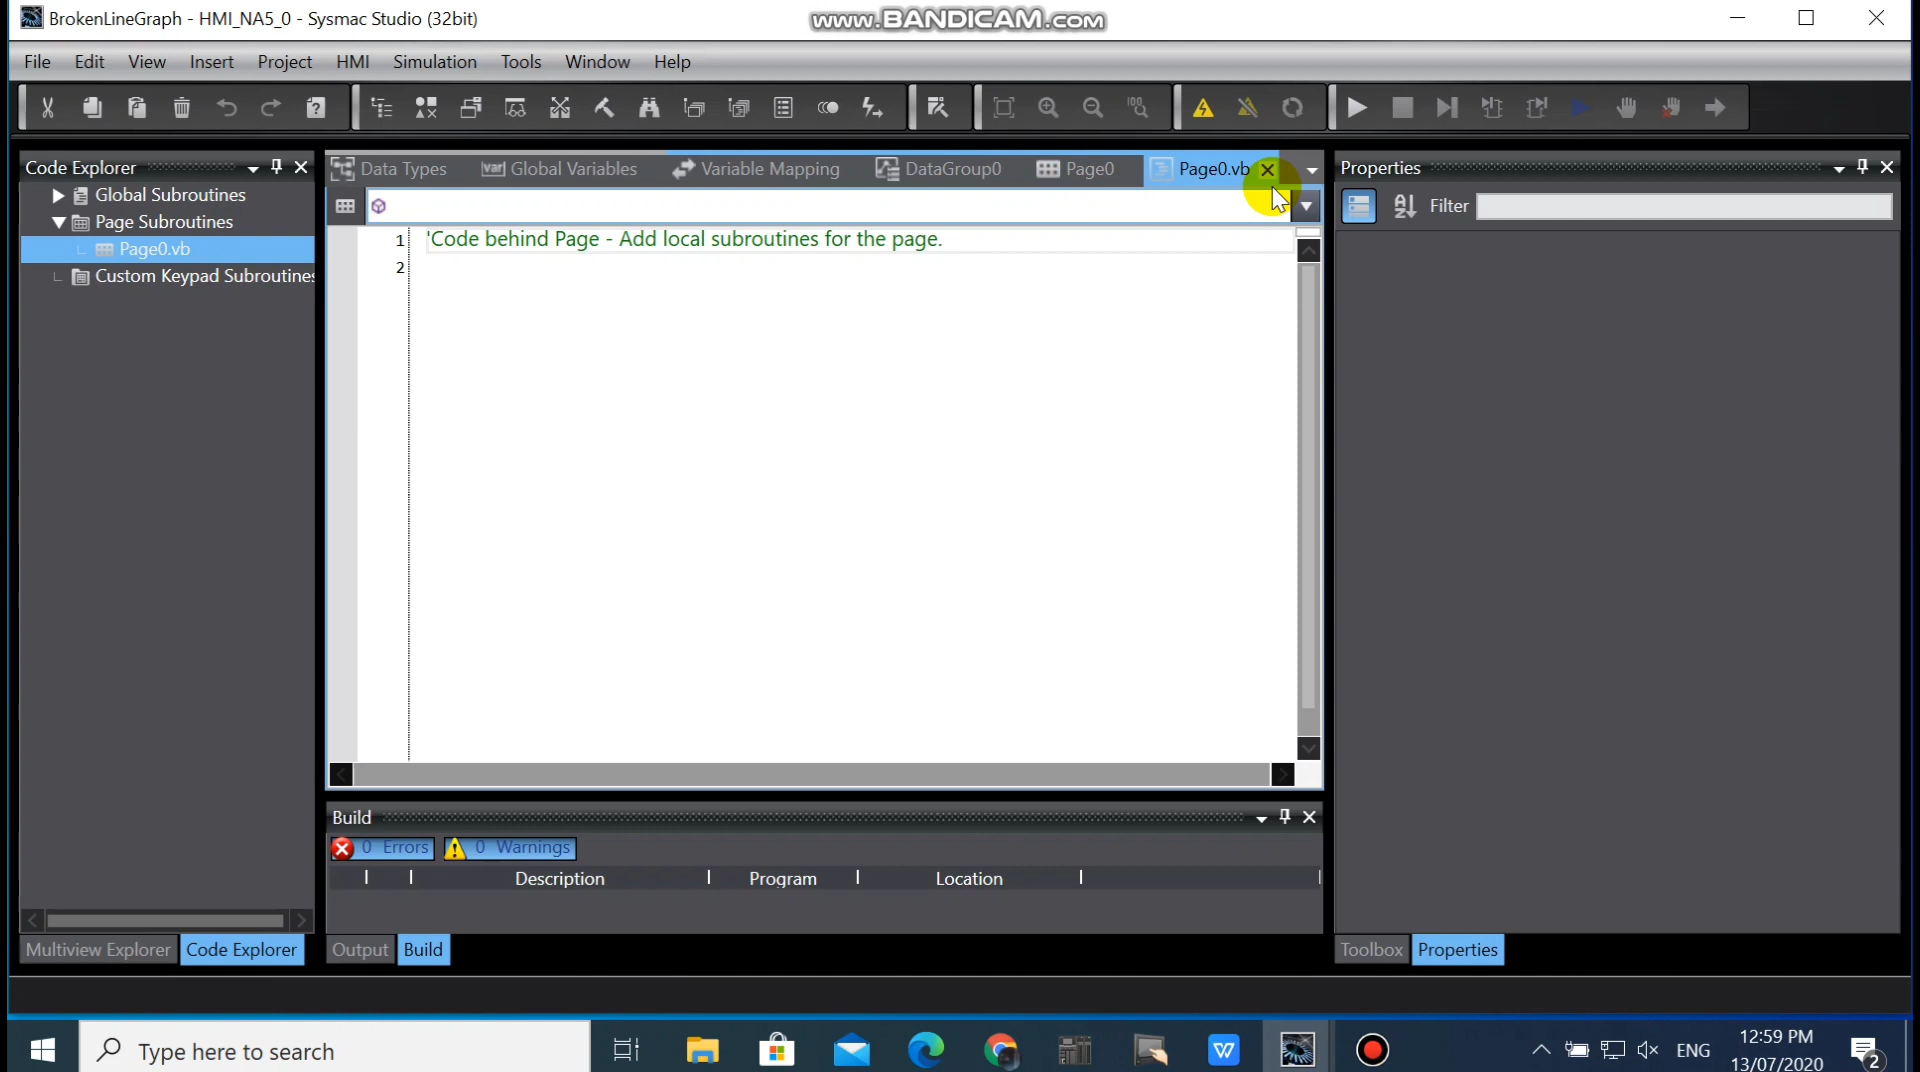 BrokenLineGraph - HMI_NA5_0 - Sysmac Studio (32bit)
www.BANDICAM.com
File Edit View Insert Project HMI Simulation Tools Window Help
Code Explorer
Global Subroutines
Page Subroutines
Page0.vb
Custom Keypad Subroutines
Data Types Global Variables Variable Mapping DataGroup0 Page0 Page0.vb
1 'Code behind Page - Add local subroutines for the page.
2
Properties
Filter
Build
0 Errors 0 Warnings
Description Program Location
Multiview Explorer Code Explorer
Output Build
Toolbox Properties
Type here to search
ENG
12:59 PM
13/07/2020
2